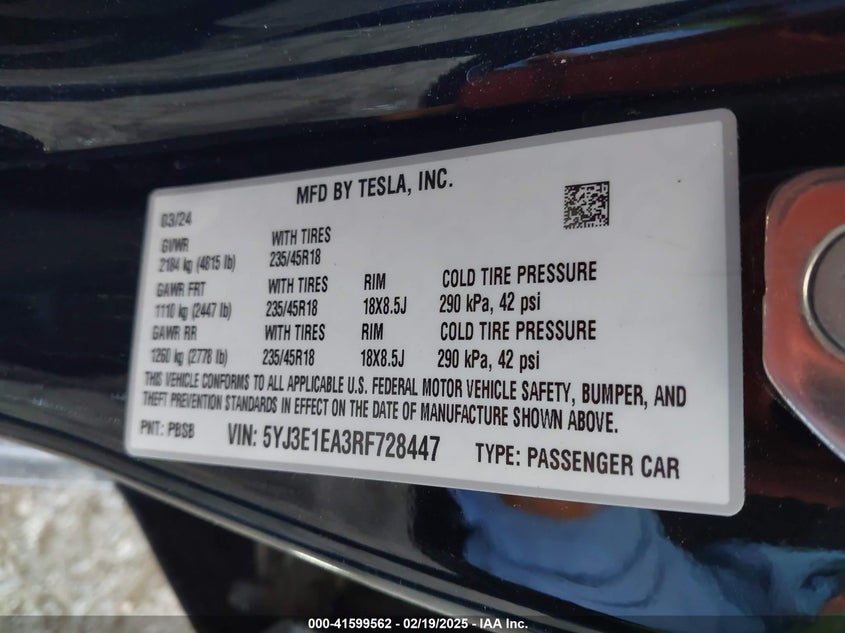 MFD BY TESLA, INC.
03/24
GVWR WITH TIRES
2184 kg (4815 lb) 235/45R18
GAWR FRT WITH TIRES RIM COLD TIRE PRESSURE
1110 kg (2447 lb) 235/45R18 18X8.5J 290 kPa, 42 psi
GAWR RR WITH TIRES RIM COLD TIRE PRESSURE
1260 kg (2778 lb) 235/45R18 18X8.5J 290 kPa, 42 psi
THIS VEHICLE CONFORMS TO ALL APPLICABLE U.S. FEDERAL MOTOR VEHICLE SAFETY, BUMPER, AND
THEFT PREVENTION STANDARDS IN EFFECT ON THE DATE OF MANUFACTURE SHOWN ABOVE.
PNT: PBSB VIN: 5YJ3E1EA3RF728447 TYPE: PASSENGER CAR
000-41599562 - 02/19/2025 - IAA Inc.